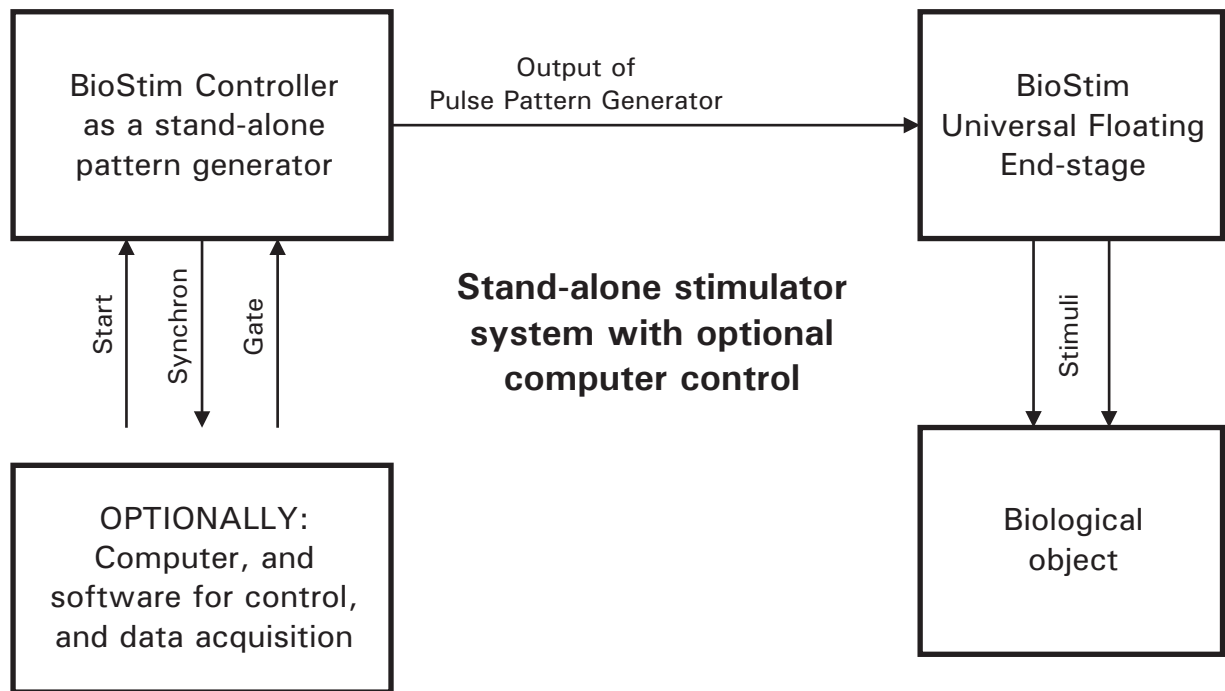 BioStim Controller
as a stand-alone
pattern generator
Output of
Pulse Pattern Generator
BioStim
Universal Floating
End-stage
Start
Synchron
Gate
Stand-alone stimulator
system with optional
computer control
Stimuli
OPTIONALLY:
Computer, and
software for control,
and data acquisition
Biological
object